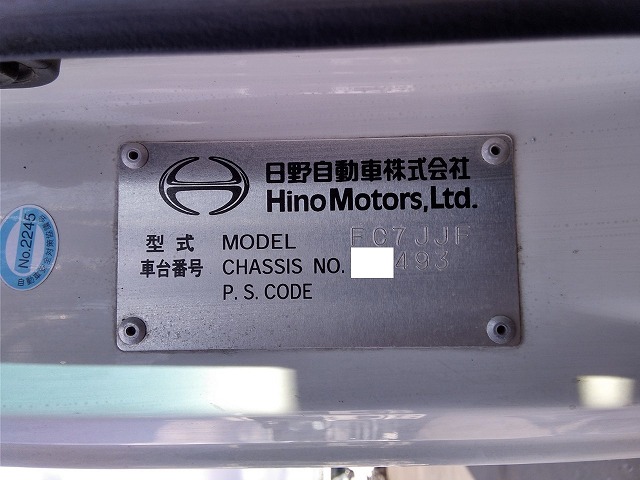 日野自動車株式会社
Hino Motors, Ltd.
型式 MODEL FC7JJF
車台番号 CHASSIS NO. 493
P. S. CODE
No.2245